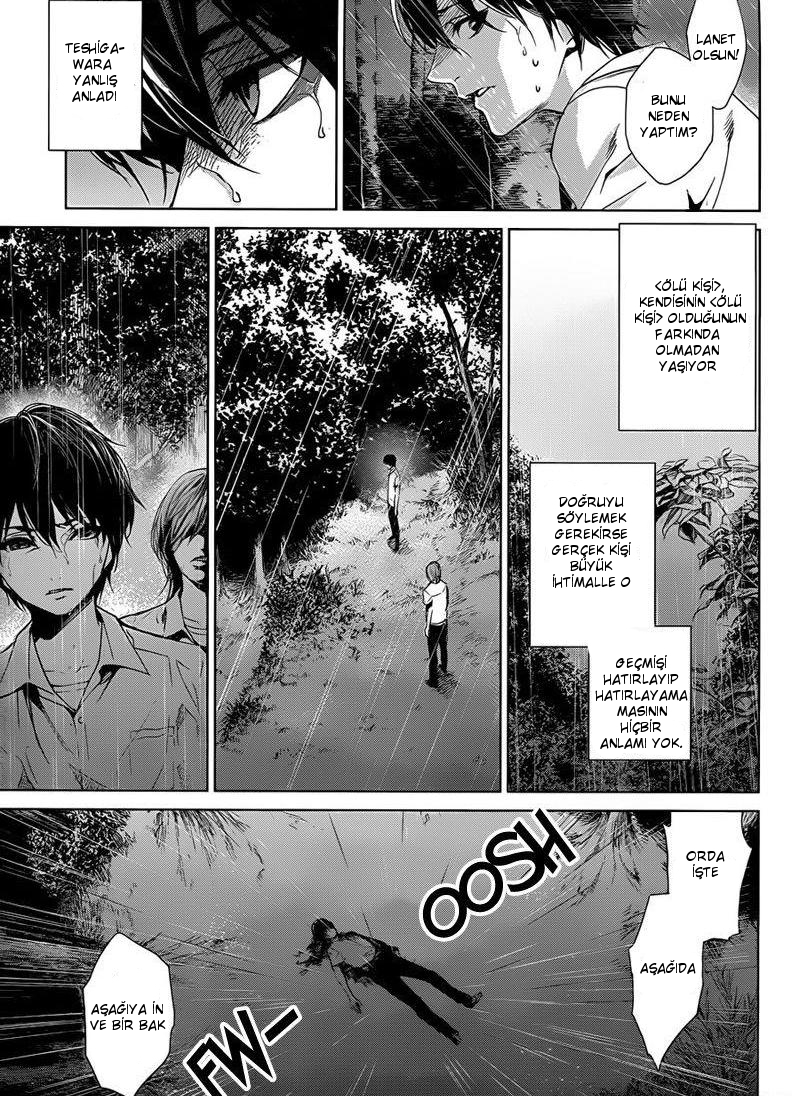 LANET
OLSUN!
BUNU
NEDEN
YAPTIM?
TESHİGA-
WARA
YANLIŞ
ANLADI
<ÖLÜ KİŞİ>,
KENDİSİNİN <ÖLÜ
KİŞİ> OLDUĞUNUN
FARKINDA
OLMADAN
YAŞIYOR
DOĞRUYU
SÖYLEMEK
GEREKİRSE
GERÇEK KİŞİ
BÜYÜK
İHTİMALLE O
GEÇMİŞİ
HATIRLAYIP
HATIRLAYAMA
MASININ
HİÇBİR
ANLAMI YOK.
ORDA
İŞTE
AŞAĞIDA
OOSH
FW-
AŞAĞIYA İN
VE BİR BAK